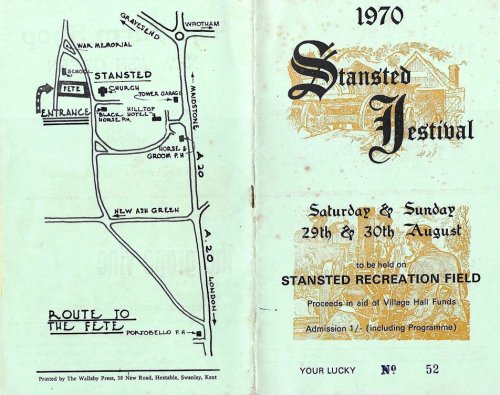 GRAVESEND
WROTHAM
WAR MEMORIAL
SCHOOL
STANSTED
FETE
CHURCH
TOWER GARAGE
ENTRANCE
HILLTOP
HOTEL
BLACK
HORSE P.H.
MAIDSTONE
HORSE &
GROOM P.H
A 20
NEW ASH GREEN
A.20
LONDON
ROUTE TO
THE FETE
PORTOBELLO P.H
Printed by The Wallaby Press, 38 New Road, Hextable, Swanley, Kent
1970
Stansted
Festival
Saturday & Sunday
29th & 30th August
to be held on
STANSTED RECREATION FIELD
Proceeds in aid of Village Hall Funds
Admission 1/- (including Programme)
YOUR LUCKY Nº 52